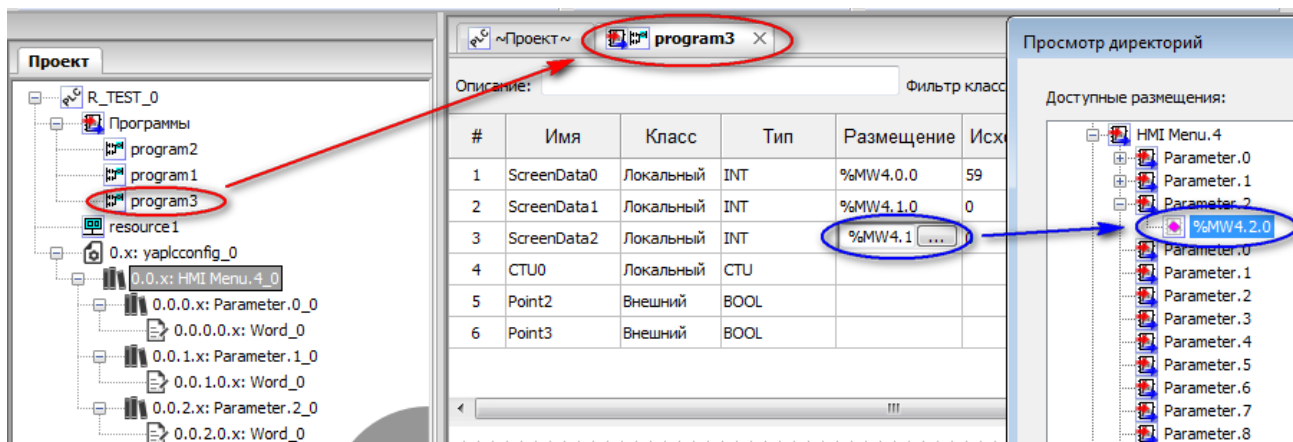 Проект
R_TEST_0
Программы
program2
program1
program3
resource1
0.x: yaplcconfig_0
0.0.x: HMI Menu.4_0
0.0.0.x: Parameter.0_0
0.0.0.0.x: Word_0
0.0.1.x: Parameter.1_0
0.0.1.0.x: Word_0
0.0.2.x: Parameter.2_0
0.0.2.0.x: Word_0
~Проект~ program3
Описание: Фильтр класс
# Имя Класс Тип Размещение Исх
1 ScreenData0 Локальный INT %MW4.0.0 59
2 ScreenData1 Локальный INT %MW4.1.0 0
3 ScreenData2 Локальный INT %MW4.1 ... 0
4 CTU0 Локальный CTU
5 Point2 Внешний BOOL
6 Point3 Внешний BOOL
Просмотр директорий
Доступные размещения:
HMI Menu.4
Parameter.0
Parameter.1
Parameter.2
%MW4.2.0
Parameter.0
Parameter.1
Parameter.2
Parameter.3
Parameter.4
Parameter.5
Parameter.6
Parameter.7
Parameter.8